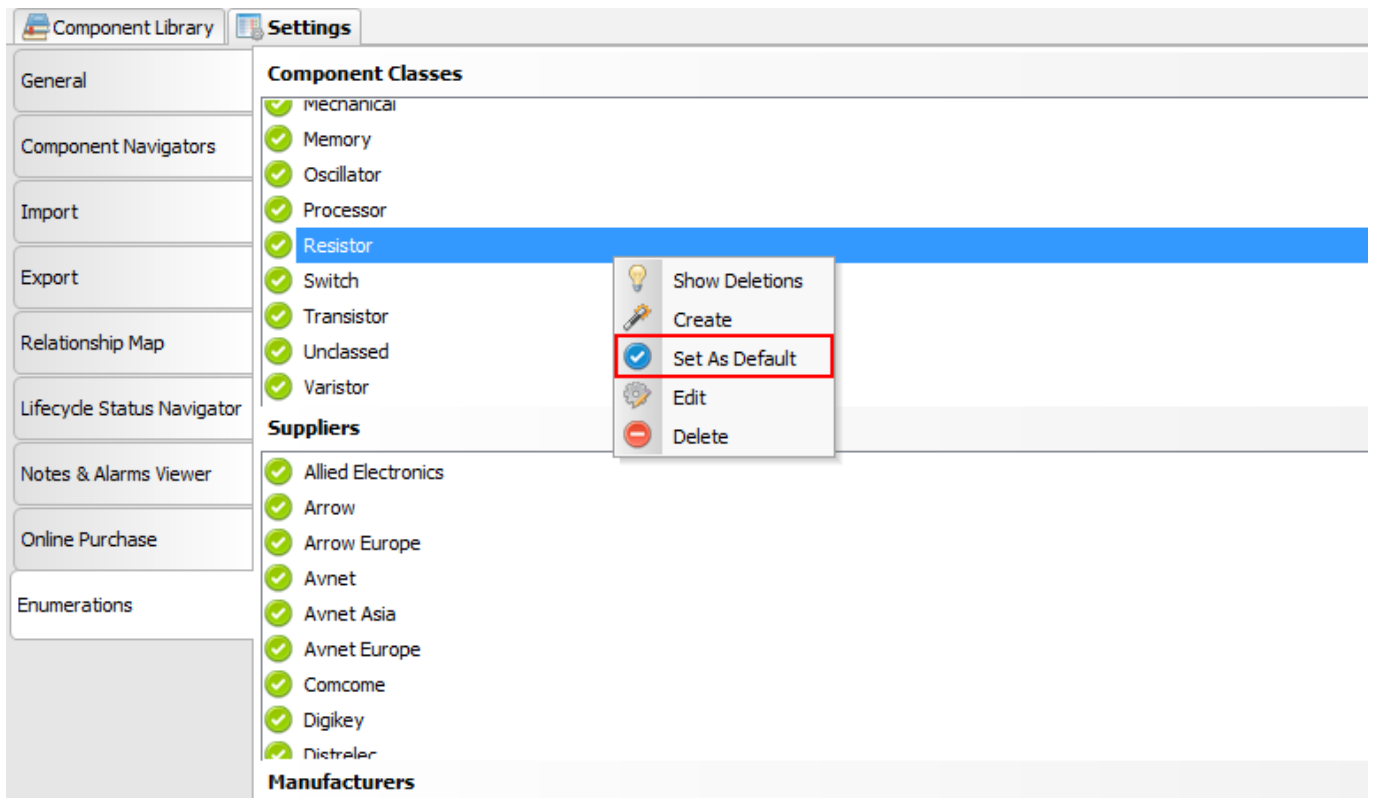 Component Library
Settings
General
Component Navigators
Import
Export
Relationship Map
Lifecycle Status Navigator
Notes & Alarms Viewer
Online Purchase
Enumerations
Component Classes
Mechanical
Memory
Oscillator
Processor
Resistor
Switch
Transistor
Unclassed
Varistor
Show Deletions
Create
Set As Default
Edit
Delete
Suppliers
Allied Electronics
Arrow
Arrow Europe
Avnet
Avnet Asia
Avnet Europe
Comcome
Digikey
Distrelec
Manufacturers